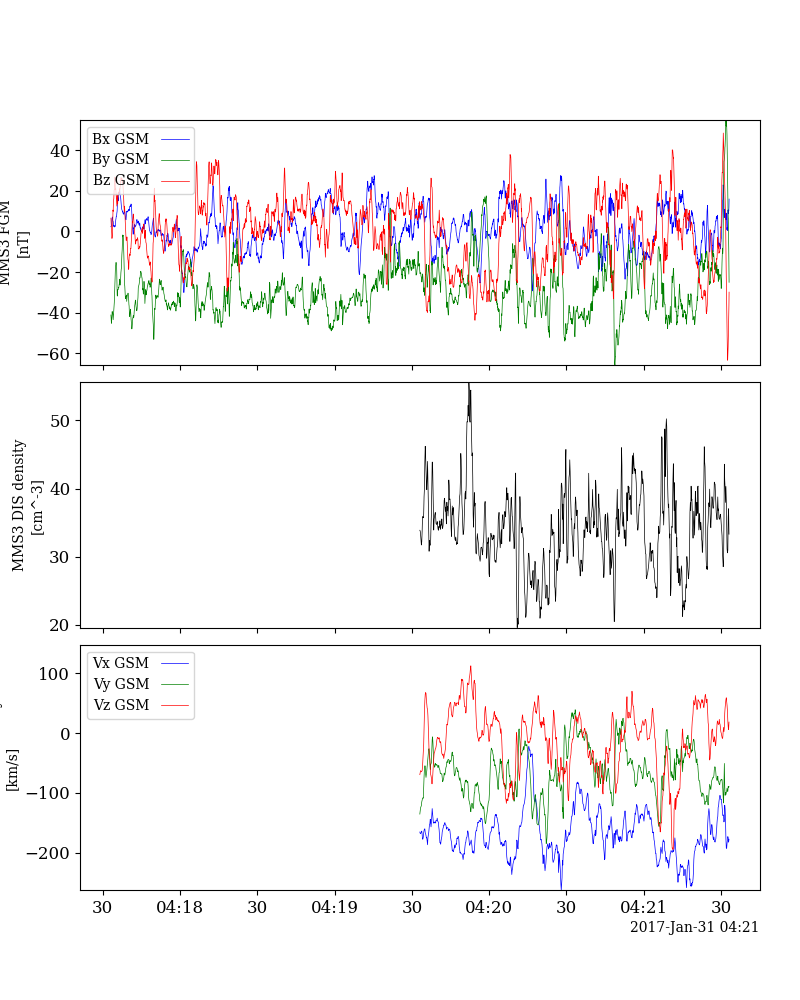 Bx GSM
By GSM
Bz GSM
40
20
0
−20
−40
−60
MMS3 FGM
[nT]
50
40
30
20
MMS3 DIS density
[cm^-3]
Vx GSM
Vy GSM
Vz GSM
100
0
−100
−200
[km/s]
30
04:18
30
04:19
30
04:20
30
04:21
30
2017-Jan-31 04:21